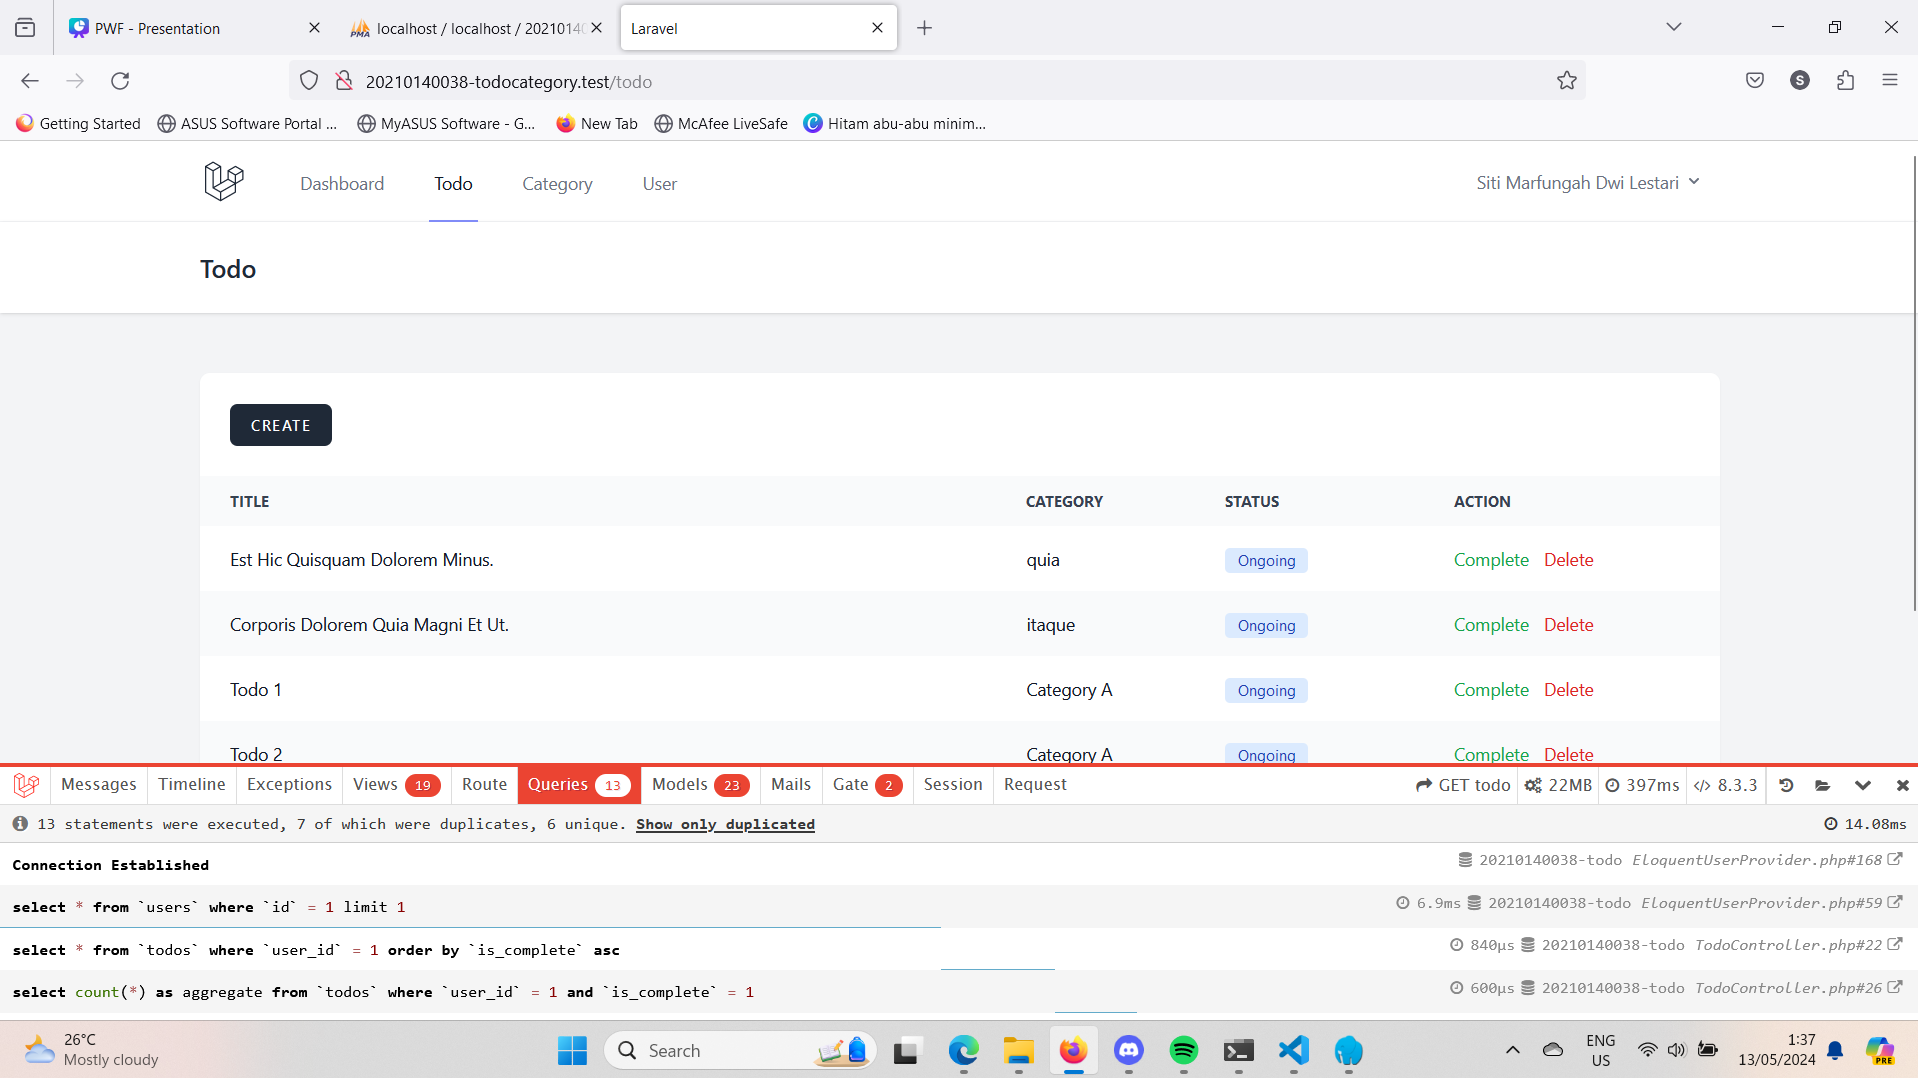 PWF - Presentation
localhost / localhost / 2021014
Laravel
20210140038-todocategory.test/todo
S
Getting Started
ASUS Software Portal ...
MyASUS Software - G...
New Tab
McAfee LiveSafe
Hitam abu-abu minim...
Dashboard
Todo
Category
User
Siti Marfungah Dwi Lestari
Todo
CREATE
TITLE CATEGORY STATUS ACTION
Est Hic Quisquam Dolorem Minus. quia Ongoing Complete Delete
Corporis Dolorem Quia Magni Et Ut. itaque Ongoing Complete Delete
Todo 1 Category A Ongoing Complete Delete
Todo 2 Category A Ongoing Complete Delete
Messages Timeline Exceptions Views 19 Route Queries 13 Models 23 Mails Gate 2 Session Request GET todo 22MB 397ms 8.3.3
13 statements were executed, 7 of which were duplicates, 6 unique. Show only duplicated 14.08ms
Connection Established 20210140038-todo EloquentUserProvider.php#168
select * from `users` where `id` = 1 limit 1 6.9ms 20210140038-todo EloquentUserProvider.php#59
select * from `todos` where `user_id` = 1 order by `is_complete` asc 840μs 20210140038-todo TodoController.php#22
select count(*) as aggregate from `todos` where `user_id` = 1 and `is_complete` = 1 600μs 20210140038-todo TodoController.php#26
26°C
Mostly cloudy
Search
ENG
US
1:37
13/05/2024
PRE